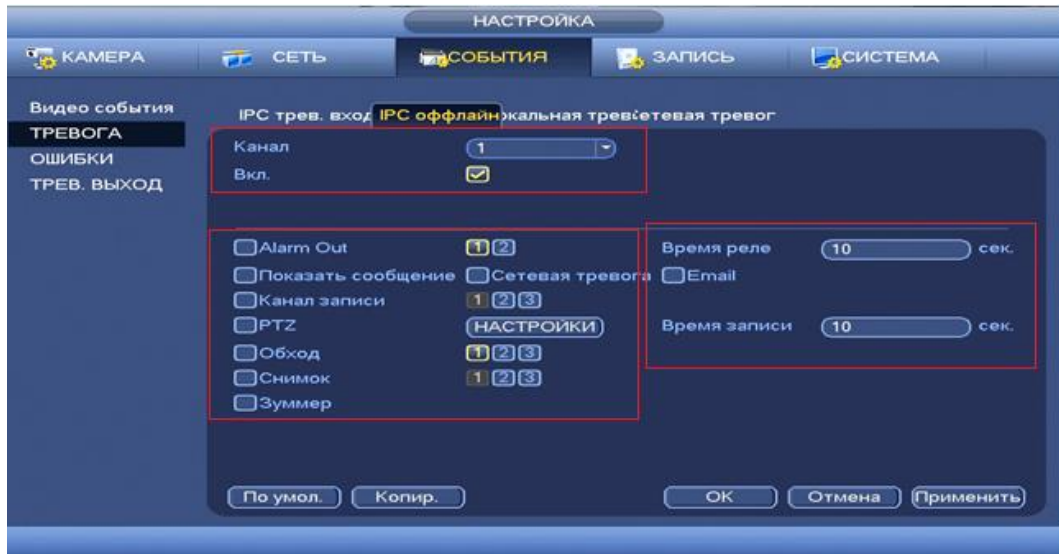 НАСТРОЙКА
КАМЕРА СЕТЬ СОБЫТИЯ ЗАПИСЬ СИСТЕМА
Видео события
ТРЕВОГА
ОШИБКИ
ТРЕВ. ВЫХОД
IPC трев. вход IPC оффлайн окальная трев етевая тревог
Канал 1
Вкл.
Alarm Out 1 2 Время реле 10 сек.
Показать сообщение Сетевая тревога Email
Канал записи 1 2 3
PTZ НАСТРОЙКИ Время записи 10 сек.
Обход 1 2 3
Снимок 1 2 3
Зуммер
По умол. Копир. OK Отмена Применить